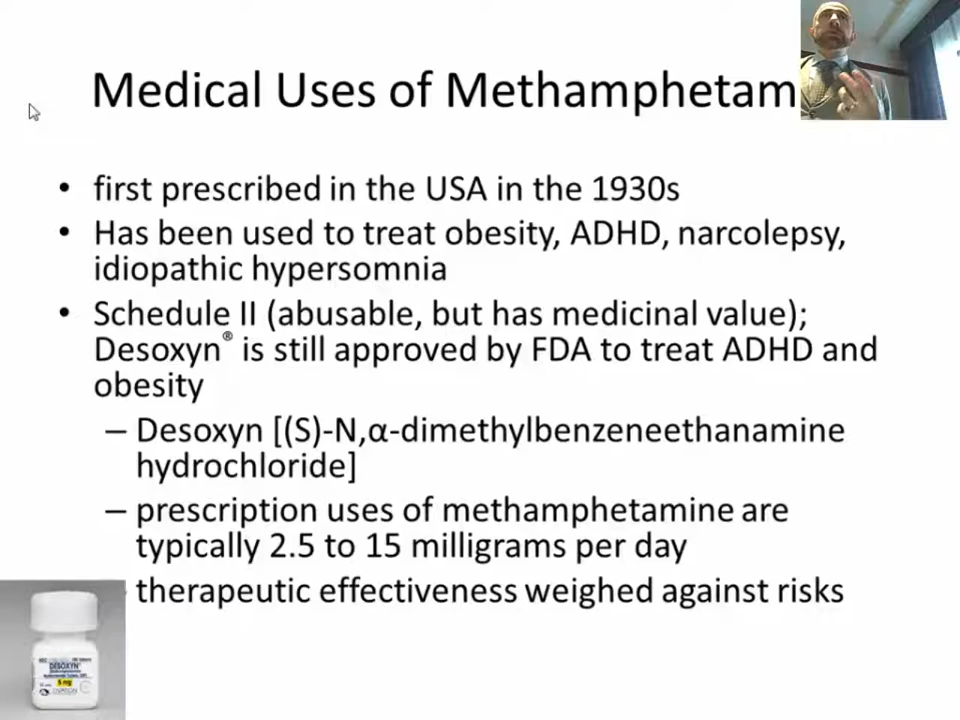 Medical Uses of Methamphetam
• first prescribed in the USA in the 1930s
• Has been used to treat obesity, ADHD, narcolepsy,
idiopathic hypersomnia
• Schedule II (abusable, but has medicinal value);
Desoxyn® is still approved by FDA to treat ADHD and
obesity
– Desoxyn [(S)-N,α-dimethylbenzeneethanamine
hydrochloride]
– prescription uses of methamphetamine are
typically 2.5 to 15 milligrams per day
therapeutic effectiveness weighed against risks
DESOXYN
5 mg